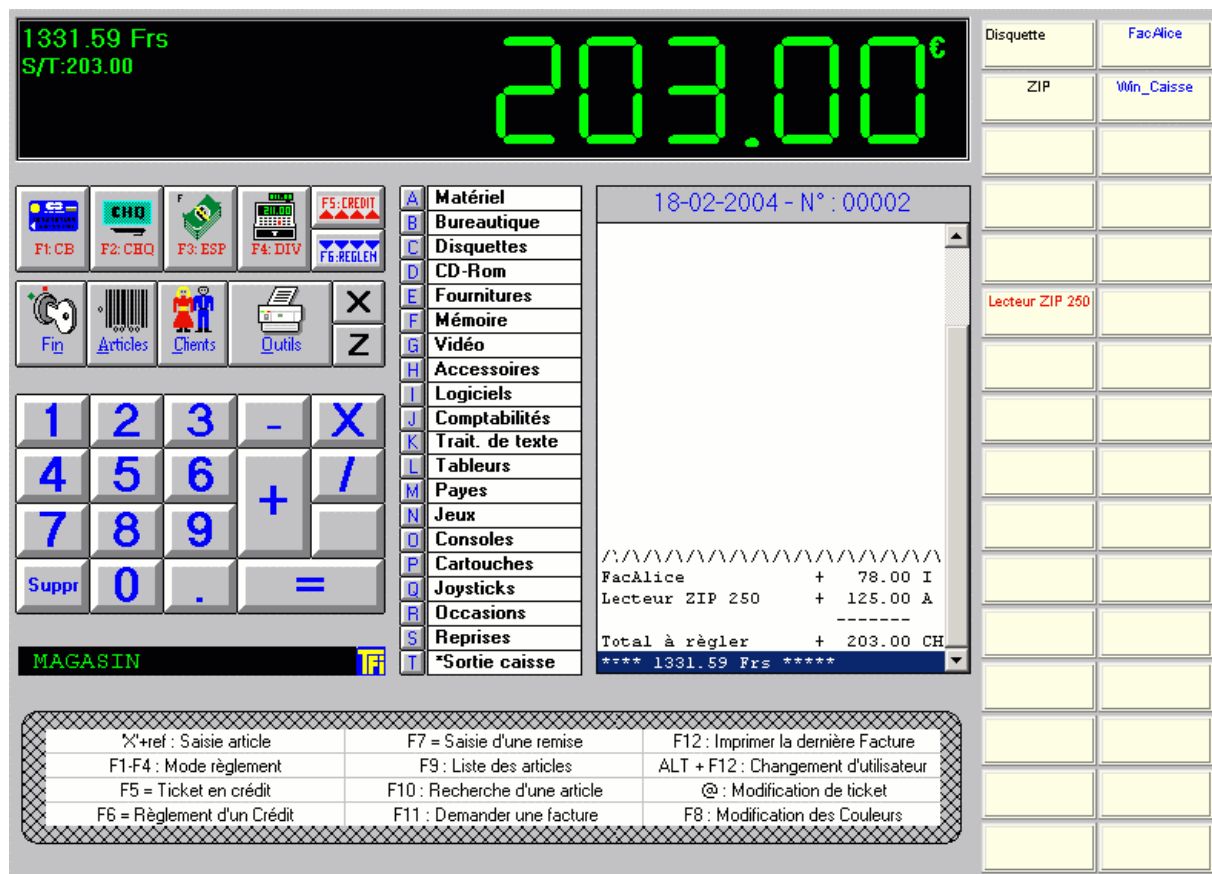 1331.59 Frs
S/T:203.00
203.00 €
Disquette
FacAlice
ZIP
Win_Caisse
Lecteur ZIP 250
CHQ
F
211.00
F1: CB
F2: CHQ
F3: ESP
F4: DIV
F5:CREDIT
F6:REGLEM
Fin
Articles
Clients
Outils
X
Z
1 2 3 - X
4 5 6 + /
7 8 9
Suppr 0 . =
MAGASIN
TFi
A Matériel
B Bureautique
C Disquettes
D CD-Rom
E Fournitures
F Mémoire
G Vidéo
H Accessoires
I Logiciels
J Comptabilités
K Trait. de texte
L Tableurs
M Payes
N Jeux
O Consoles
P Cartouches
Q Joysticks
R Occasions
S Reprises
T *Sortie caisse
18-02-2004 - N° : 00002
FacAlice + 78.00 I
Lecteur ZIP 250 + 125.00 A
-------
Total à règler + 203.00 CH
**** 1331.59 Frs *****
'X'+ref : Saisie article
F7 = Saisie d'une remise
F12 : Imprimer la dernière Facture
F1-F4 : Mode règlement
F9 : Liste des articles
ALT + F12 : Changement d'utilisateur
F5 = Ticket en crédit
F10 : Recherche d'une article
@ : Modification de ticket
F6 = Règlement d'un Crédit
F11 : Demander une facture
F8 : Modification des Couleurs